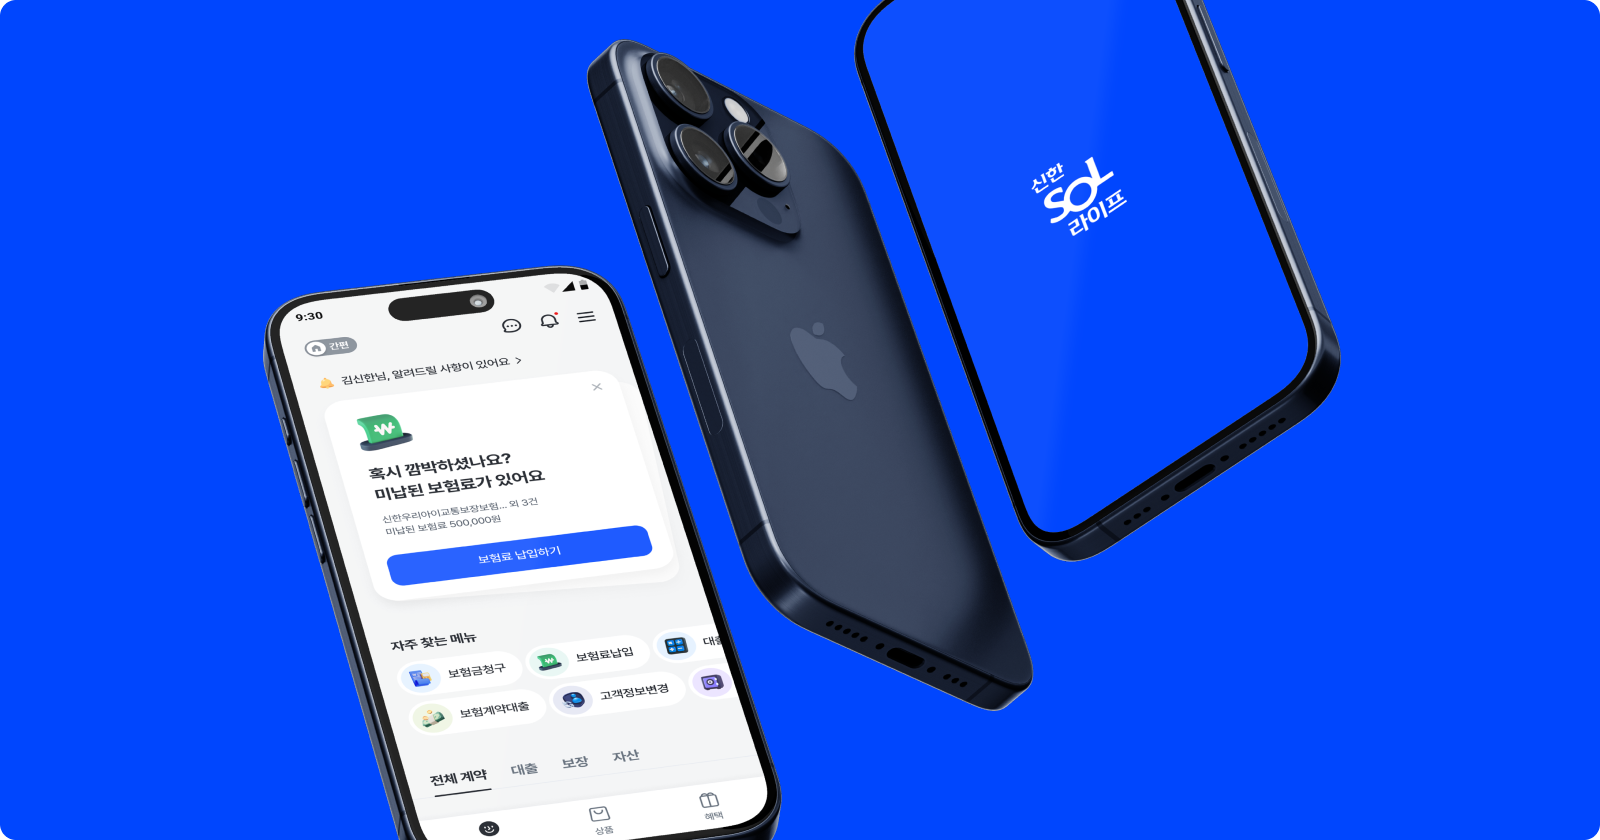 신한
SOL
라이프
9:30
간편
김신한님, 알려드릴 사항이 있어요 >
혹시 깜박하셨나요?
미납된 보험료가 있어요
신한우리아이교통보장보험... 외 3건
미납된 보험료 500,000원
보험료 납입하기
자주 찾는 메뉴
보험금청구
보험료납입
대출
보험계약대출
고객정보변경
전체 계약
대출
보장
자산
상품
혜택